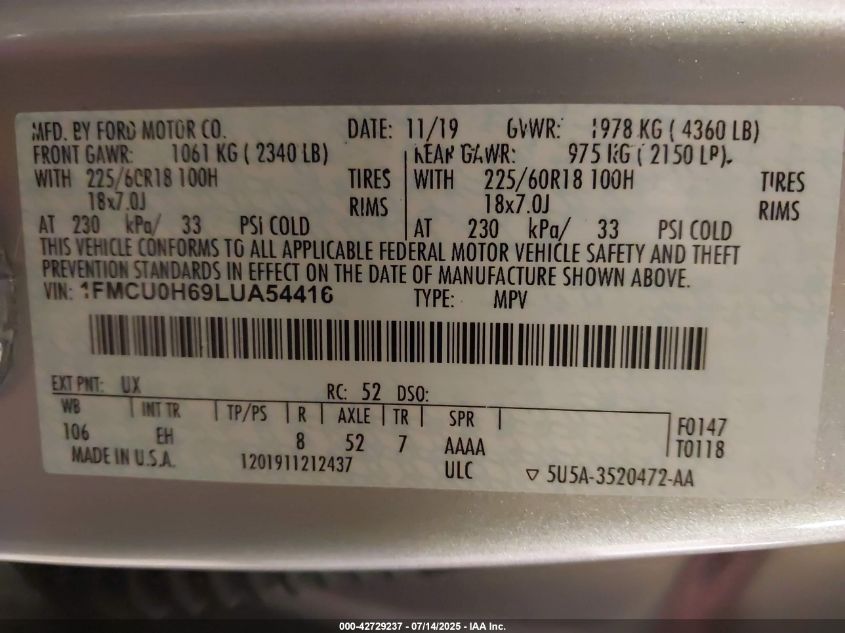 MFD. BY FORD MOTOR CO. DATE: 11/19 GVWR: 1978 KG ( 4360 LB)
FRONT GAWR: 1061 KG ( 2340 LB) REAR GAWR: 975 KG ( 2150 LB)
WITH 225/60R18 100H TIRES WITH 225/60R18 100H TIRES
18x7.0J RIMS 18x7.0J RIMS
AT 230 kPa/ 33 PSI COLD AT 230 kPa/ 33 PSI COLD
THIS VEHICLE CONFORMS TO ALL APPLICABLE FEDERAL MOTOR VEHICLE SAFETY AND THEFT
PREVENTION STANDARDS IN EFFECT ON THE DATE OF MANUFACTURE SHOWN ABOVE.
VIN: 1FMCU0H69LUA54416 TYPE: MPV
EXT PNT: UX RC: 52 DSO:
WB INT TR TP/PS R AXLE TR SPR F0147
106 EH 8 52 7 AAAA T0118
MADE IN U.S.A. 1201911212437 ULC ▽ 5U5A-3520472-AA
000-42729237 - 07/14/2025 - IAA Inc.